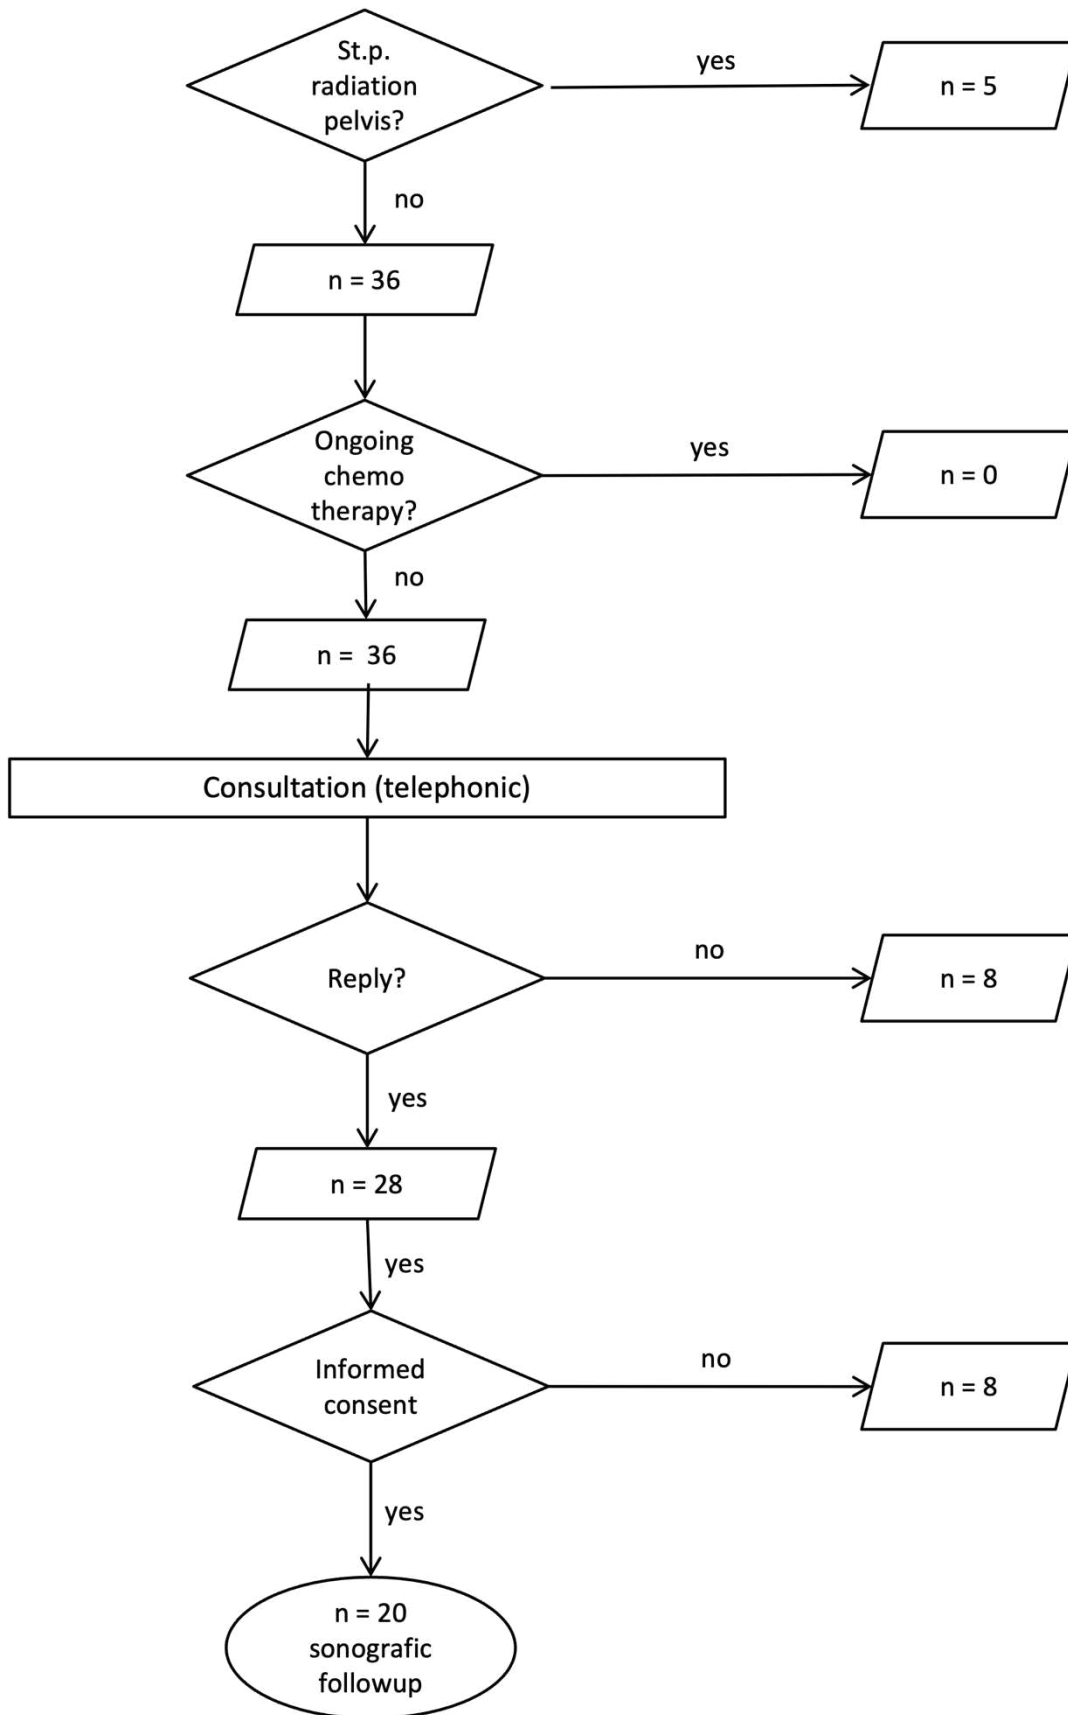 St.p.
radiation
pelvis?
yes
n = 5
no
n = 36
Ongoing
chemo
therapy?
yes
n = 0
no
n = 36
Consultation (telephonic)
Reply?
no
n = 8
yes
n = 28
yes
Informed
consent
no
n = 8
yes
n = 20
sonografic
followup